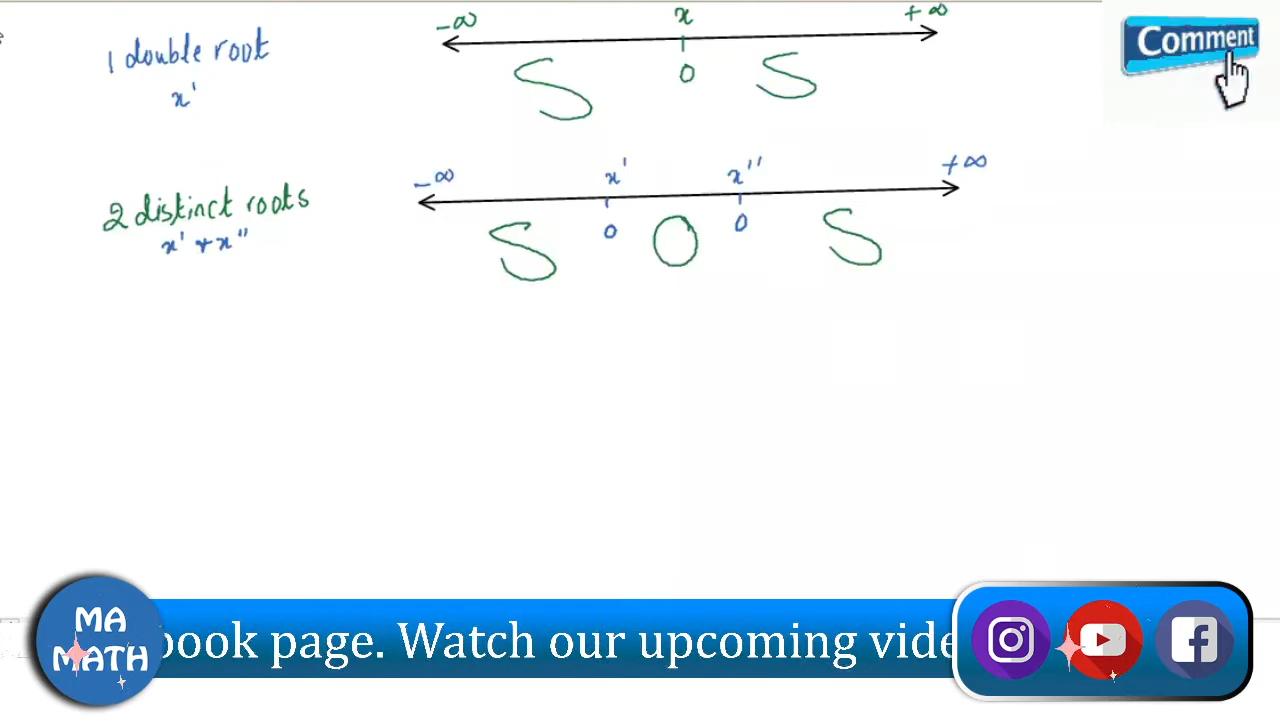 -∞ x +∞
1 double root
x'
0
S S
Comment
-∞ x' x'' +∞
2 distinct roots
x' & x''
0 0
S O S
MA
MATH
book page. Watch our upcoming vide